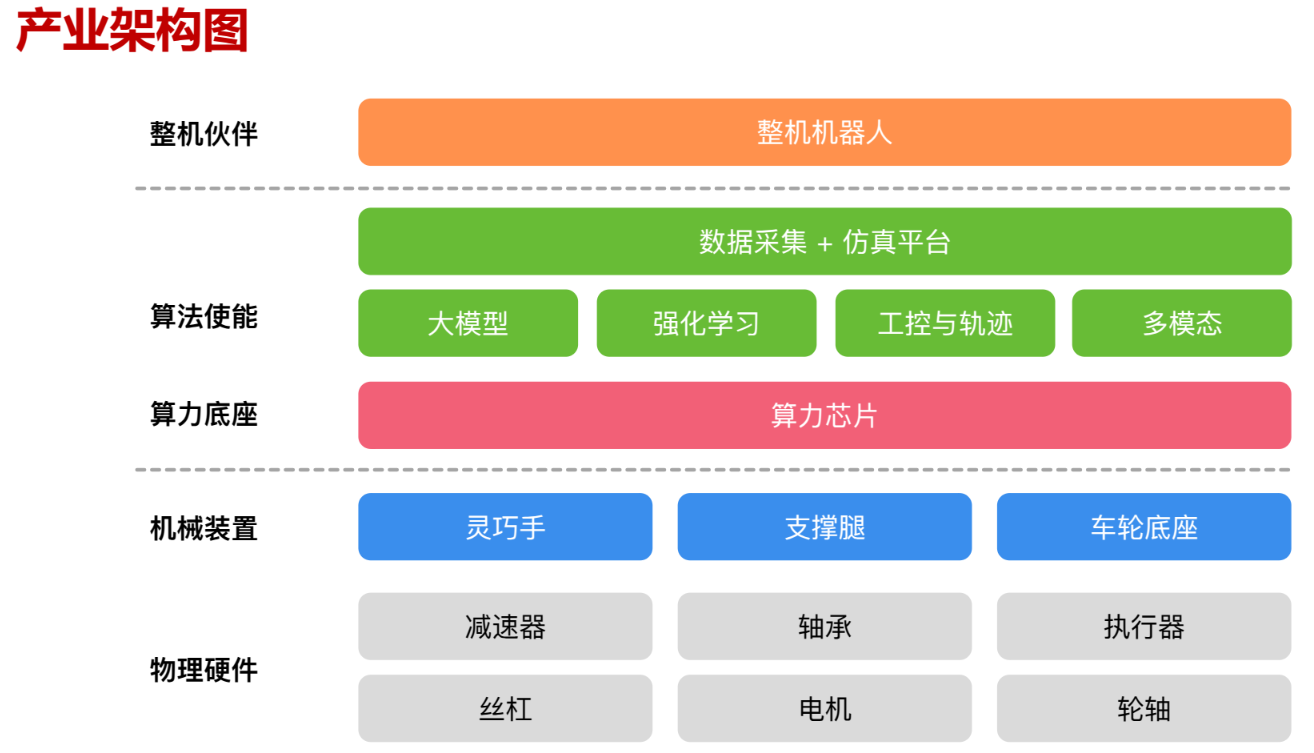 产业架构图
整机伙伴
整机机器人
数据采集 + 仿真平台
算法使能
大模型
强化学习
工控与轨迹
多模态
算力底座
算力芯片
机械装置
灵巧手
支撑腿
车轮底座
物理硬件
减速器
轴承
执行器
丝杠
电机
轮轴